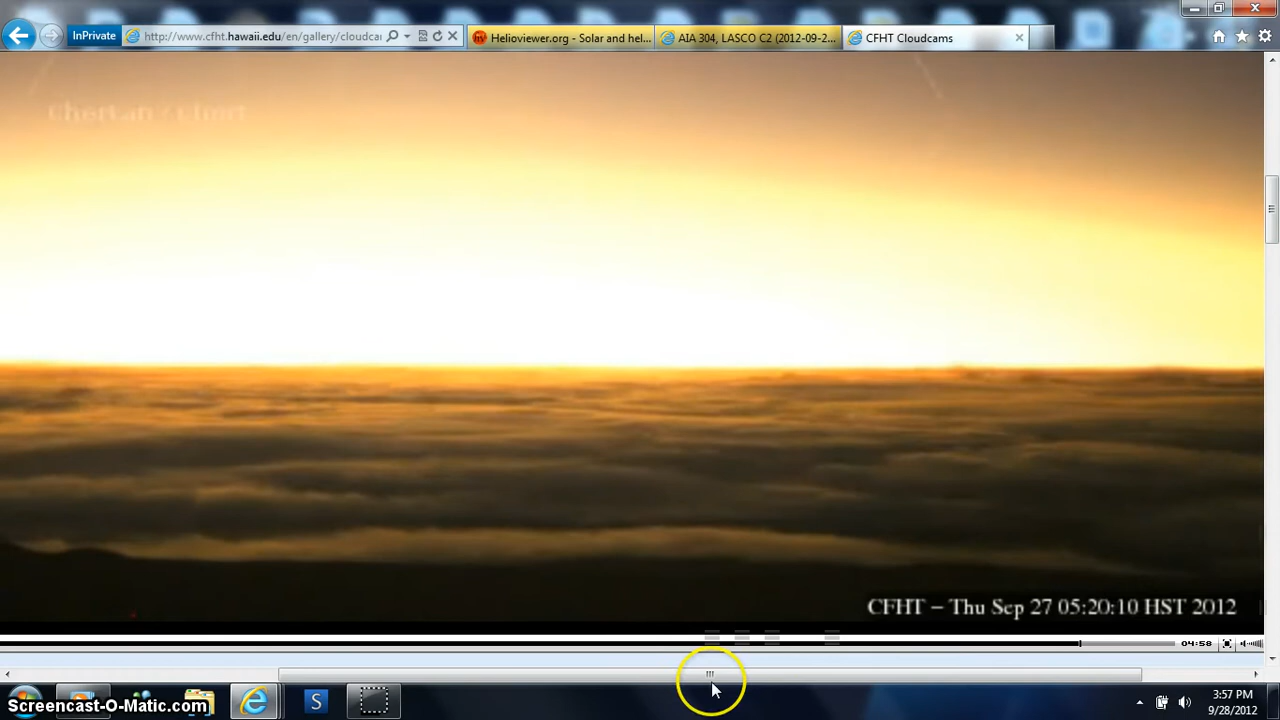 InPrivate
http://www.cfht.hawaii.edu/en/gallery/cloudca
Helioviewer.org - Solar and hel...
AIA 304, LASCO C2 (2012-09-2...
CFHT Cloudcams
CFHT – Thu Sep 27 05:20:10 HST 2012
04:58
S
3:57 PM
9/28/2012
Screencast-O-Matic.com